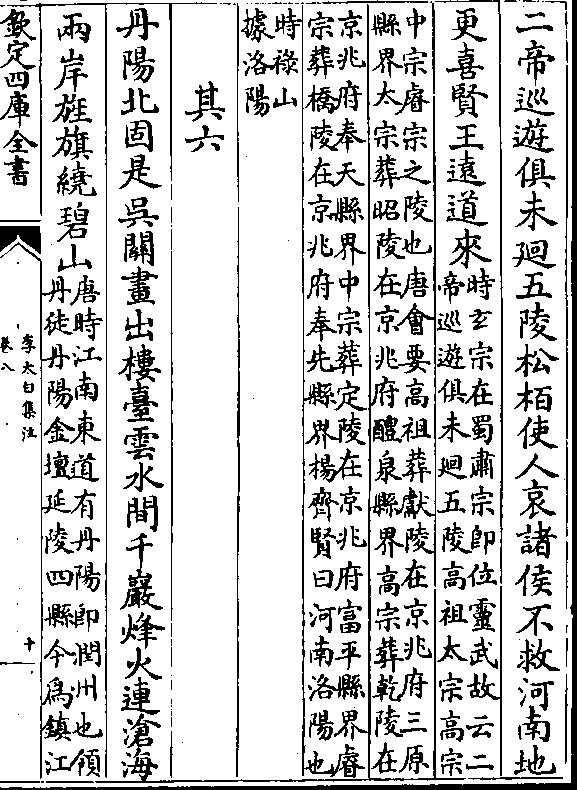 二帝巡遊俱未廻五陵松栢使人哀諸侯不救河南地
更喜賢王遠道來
時玄宗在蜀肅宗即位靈武故云二
帝巡遊俱未廻五陵高祖太宗高宗
中宗睿宗之陵也唐會要高祖葬獻陵在京兆府三原
縣界太宗葬昭陵在京兆府醴泉縣界高宗葬乾陵在
京兆府奉天縣界中宗葬定陵在京兆府富平縣界睿
宗葬橋陵在京兆府奉先縣界楊齊賢曰河南洛陽也
時禄山
據洛陽
其六
丹陽北固是吳關畫出樓臺雲水間千巖烽火連滄海
兩岸旌旗繞碧山
唐時江南東道有丹陽即潤州也領
丹徒丹陽金壇延陵四縣今為鎮江
欽定四庫全書
李太白集注
卷八
十